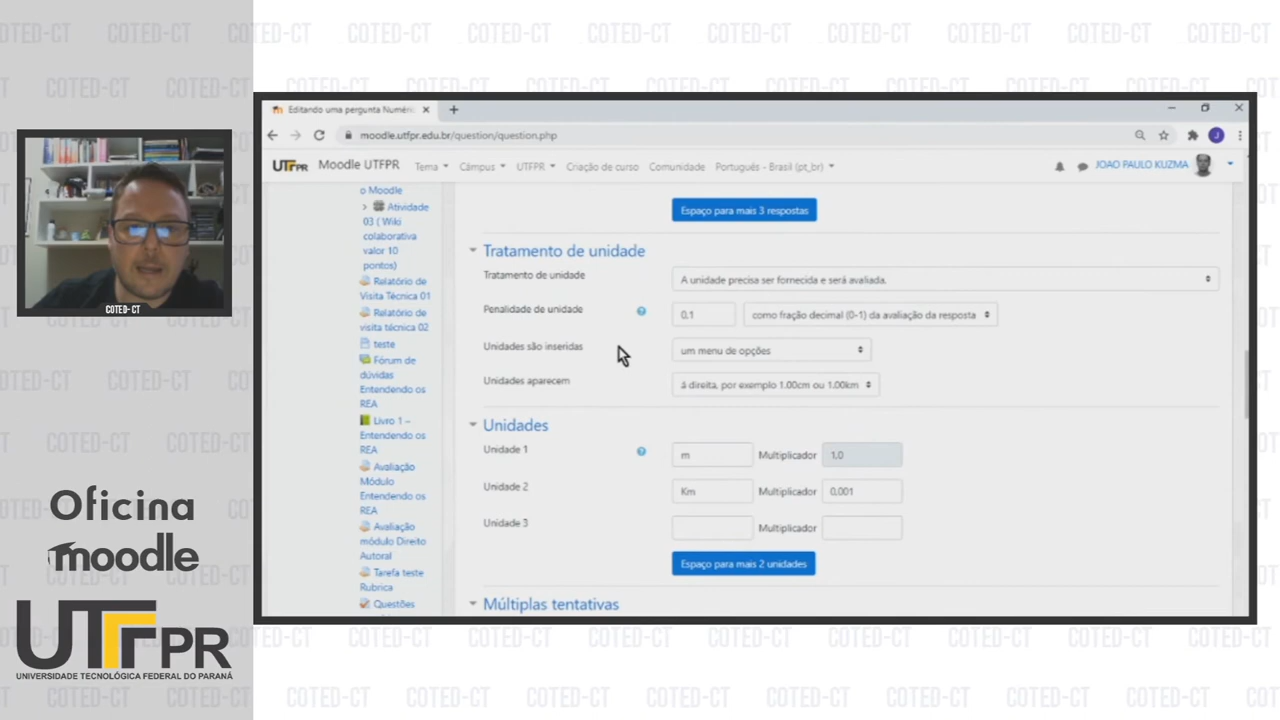 COTED-CT
Oficina
moodle
UTFPR
UNIVERSIDADE TECNOLÓGICA FEDERAL DO PARANÁ
Editando uma pergunta Numéric
moodle.utfpr.edu.br/question/question.php
J
UTFPR Moodle UTFPR Tema Câmpus UTFPR Criação de curso Comunidade Português - Brasil (pt_br) JOAO PAULO KUZMA
o Moodle
Atividade
03 ( Wiki
colaborativa
valor 10
pontos)
Relatório de
Visita Técnica 01
Relatório de
visita técnica 02
teste
Fórum de
dúvidas
Entendendo os
REA
Livro 1 –
Entendendo os
REA
Avaliação
Módulo
Entendendo os
REA
Avaliação
módulo Direito
Autoral
Tarefa teste
Rubrica
Questões
Espaço para mais 3 respostas
Tratamento de unidade
Tratamento de unidade A unidade precisa ser fornecida e será avaliada.
Penalidade de unidade 0,1 como fração decimal (0-1) da avaliação da resposta
Unidades são inseridas um menu de opções
Unidades aparecem á direita, por exemplo 1.00cm ou 1.00km
Unidades
Unidade 1 m Multiplicador 1,0
Unidade 2 Km Multiplicador 0,001
Unidade 3 Multiplicador
Espaço para mais 2 unidades
Múltiplas tentativas